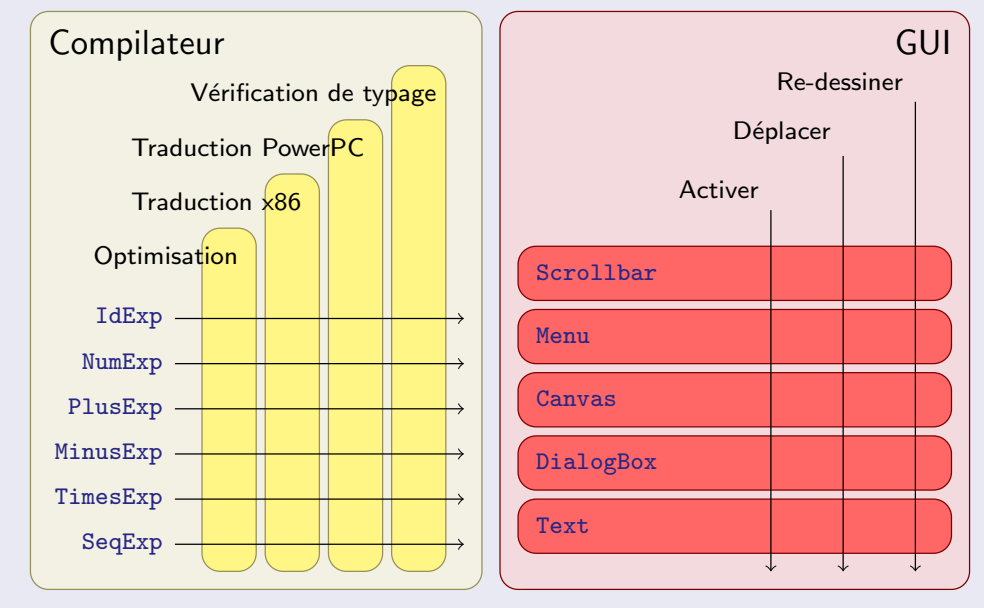 Compilateur
Vérification de typage
Traduction PowerPC
Traduction x86
Optimisation
IdExp
NumExp
PlusExp
MinusExp
TimesExp
SeqExp
GUI
Re-dessiner
Déplacer
Activer
Scrollbar
Menu
Canvas
DialogBox
Text